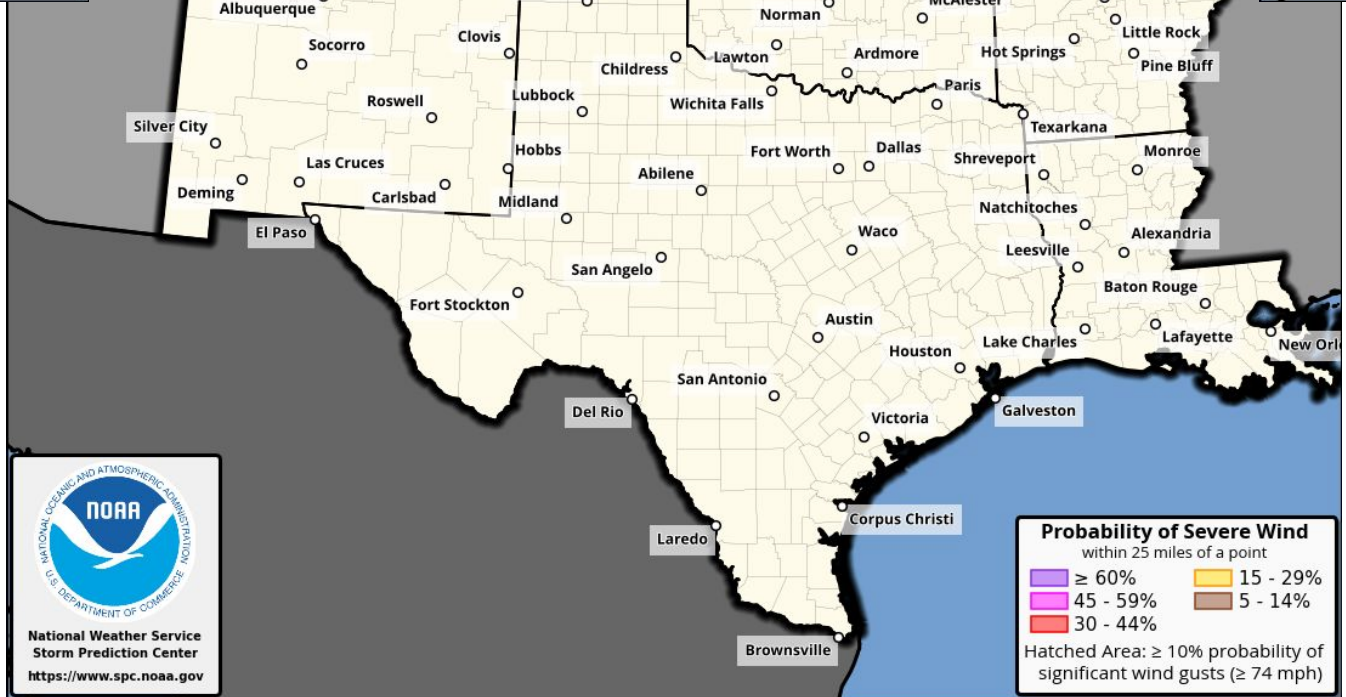 Albuquerque
Norman
McAlester
Little Rock
Socorro
Clovis
Lawton
Ardmore
Hot Springs
Childress
Pine Bluff
Paris
Roswell
Lubbock
Wichita Falls
Silver City
Texarkana
Hobbs
Fort Worth
Dallas
Shreveport
Monroe
Las Cruces
Abilene
Deming
Carlsbad
Midland
Natchitoches
El Paso
Waco
Alexandria
San Angelo
Leesville
Fort Stockton
Baton Rouge
Austin
Houston
Lake Charles
Lafayette
New Orl
San Antonio
Del Rio
Victoria
Galveston
Corpus Christi
Laredo
Brownsville
NATIONAL OCEANIC AND ATMOSPHERIC ADMINISTRATION
NOAA
U.S. DEPARTMENT OF COMMERCE
National Weather Service
Storm Prediction Center
https://www.spc.noaa.gov
Probability of Severe Wind
within 25 miles of a point
≥ 60% 15 - 29%
45 - 59% 5 - 14%
30 - 44%
Hatched Area: ≥ 10% probability of
significant wind gusts (≥ 74 mph)